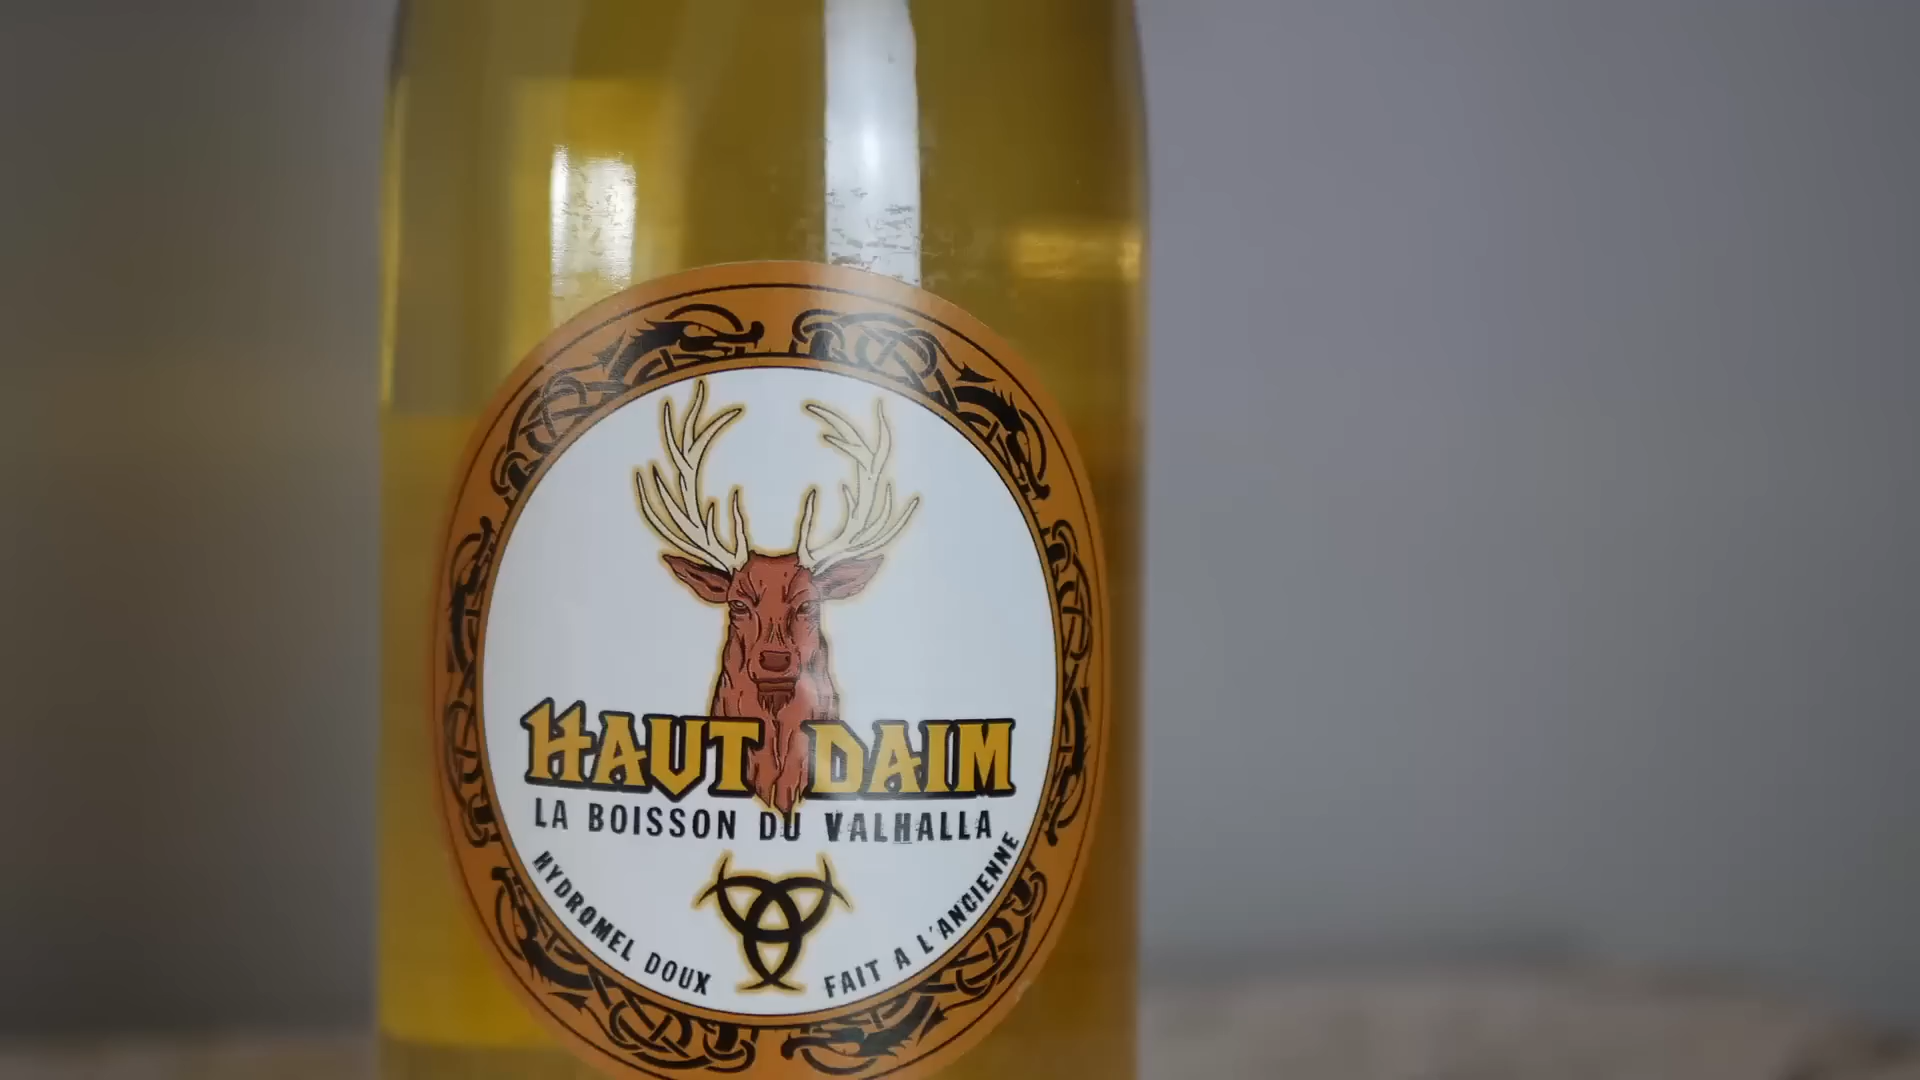 HAUT DAIM
LA BOISSON DU VALHALLA
HYDROMEL DOUX
FAIT A L'ANCIENNE